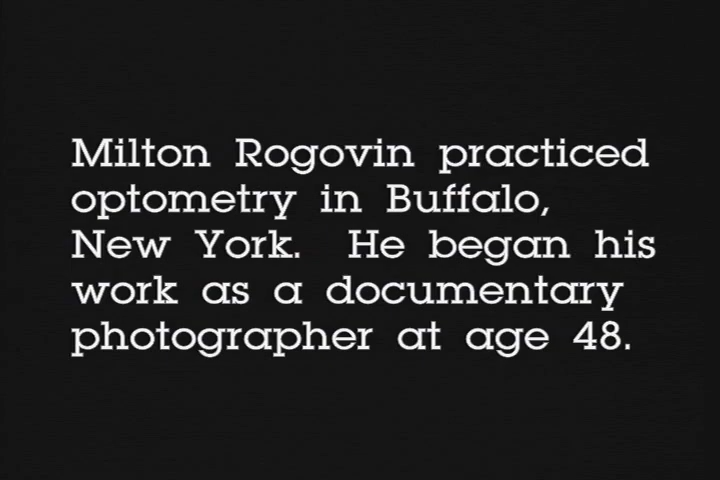 Milton Rogovin practiced
optometry in Buffalo,
New York. He began his
work as a documentary
photographer at age 48.